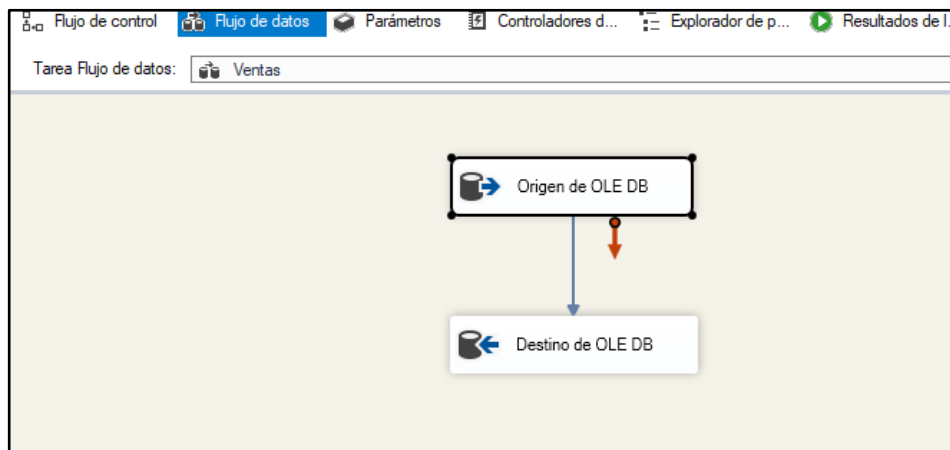 Flujo de control Flujo de datos Parámetros Controladores d... Explorador de p... Resultados de l...
Tarea Flujo de datos: Ventas
Origen de OLE DB
Destino de OLE DB